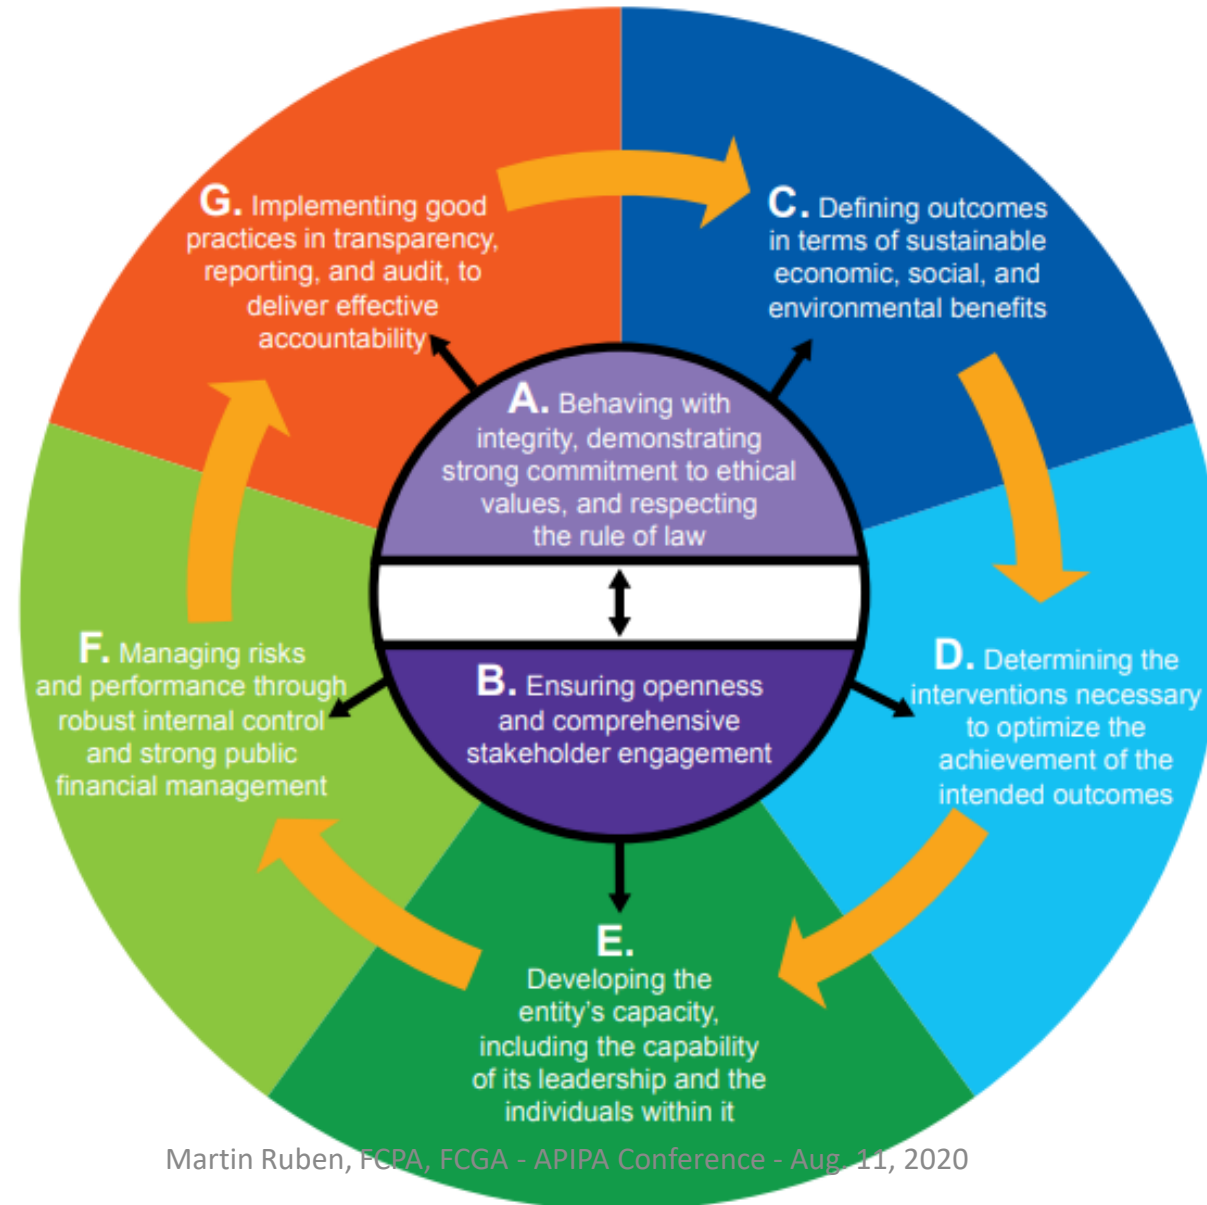 G. Implementing good
practices in transparency,
reporting, and audit, to
deliver effective
accountability
C. Defining outcomes
in terms of sustainable
economic, social, and
environmental benefits
A. Behaving with
integrity, demonstrating
strong commitment to ethical
values, and respecting
the rule of law
F. Managing risks
and performance through
robust internal control
and strong public
financial management
B. Ensuring openness
and comprehensive
stakeholder engagement
D. Determining the
interventions necessary
to optimize the
achievement of the
intended outcomes
E.
Developing the
entity's capacity,
including the capability
of its leadership and the
individuals within it
Martin Ruben, FCPA, FCGA - APIPA Conference - Aug. 11, 2020